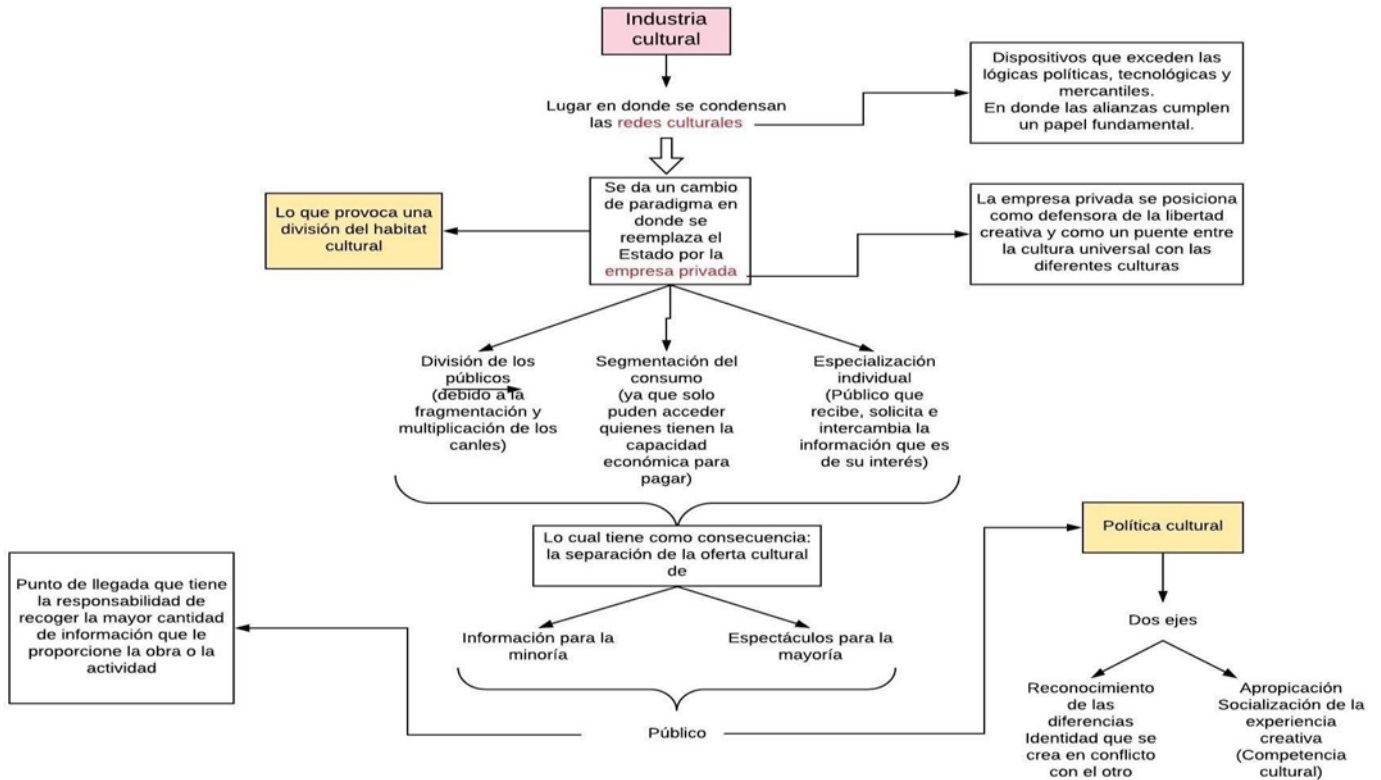 Industria
cultural
Lugar en donde se condensan
las redes culturales
Dispositivos que exceden las
lógicas políticas, tecnológicas y
mercantiles.
En donde las alianzas cumplen
un papel fundamental.
Se da un cambio
de paradigma en
donde se
reemplaza el
Estado por la
empresa privada
Lo que provoca una
división del habitat
cultural
La empresa privada se posiciona
como defensora de la libertad
creativa y como un puente entre
la cultura universal con las
diferentes culturas
División de los
públicos
(debido a la
fragmentación y
multiplicación de los
canles)
Segmentación del
consumo
(ya que solo
puden acceder
quienes tienen la
capacidad
económica para
pagar)
Especialización
individual
(Público que
recibe, solicita e
intercambia la
información que es
de su interés)
Lo cual tiene como consecuencia:
la separación de la oferta cultural
de
Información para la
minoría
Espectáculos para la
mayoría
Público
Punto de llegada que tiene
la responsabilidad de
recoger la mayor cantidad
de información que le
proporcione la obra o la
actividad
Política cultural
Dos ejes
Reconocimiento
de las
diferencias
Identidad que se
crea en conflicto
con el otro
Apropicación
Socialización de la
experiencia
creativa
(Competencia
cultural)